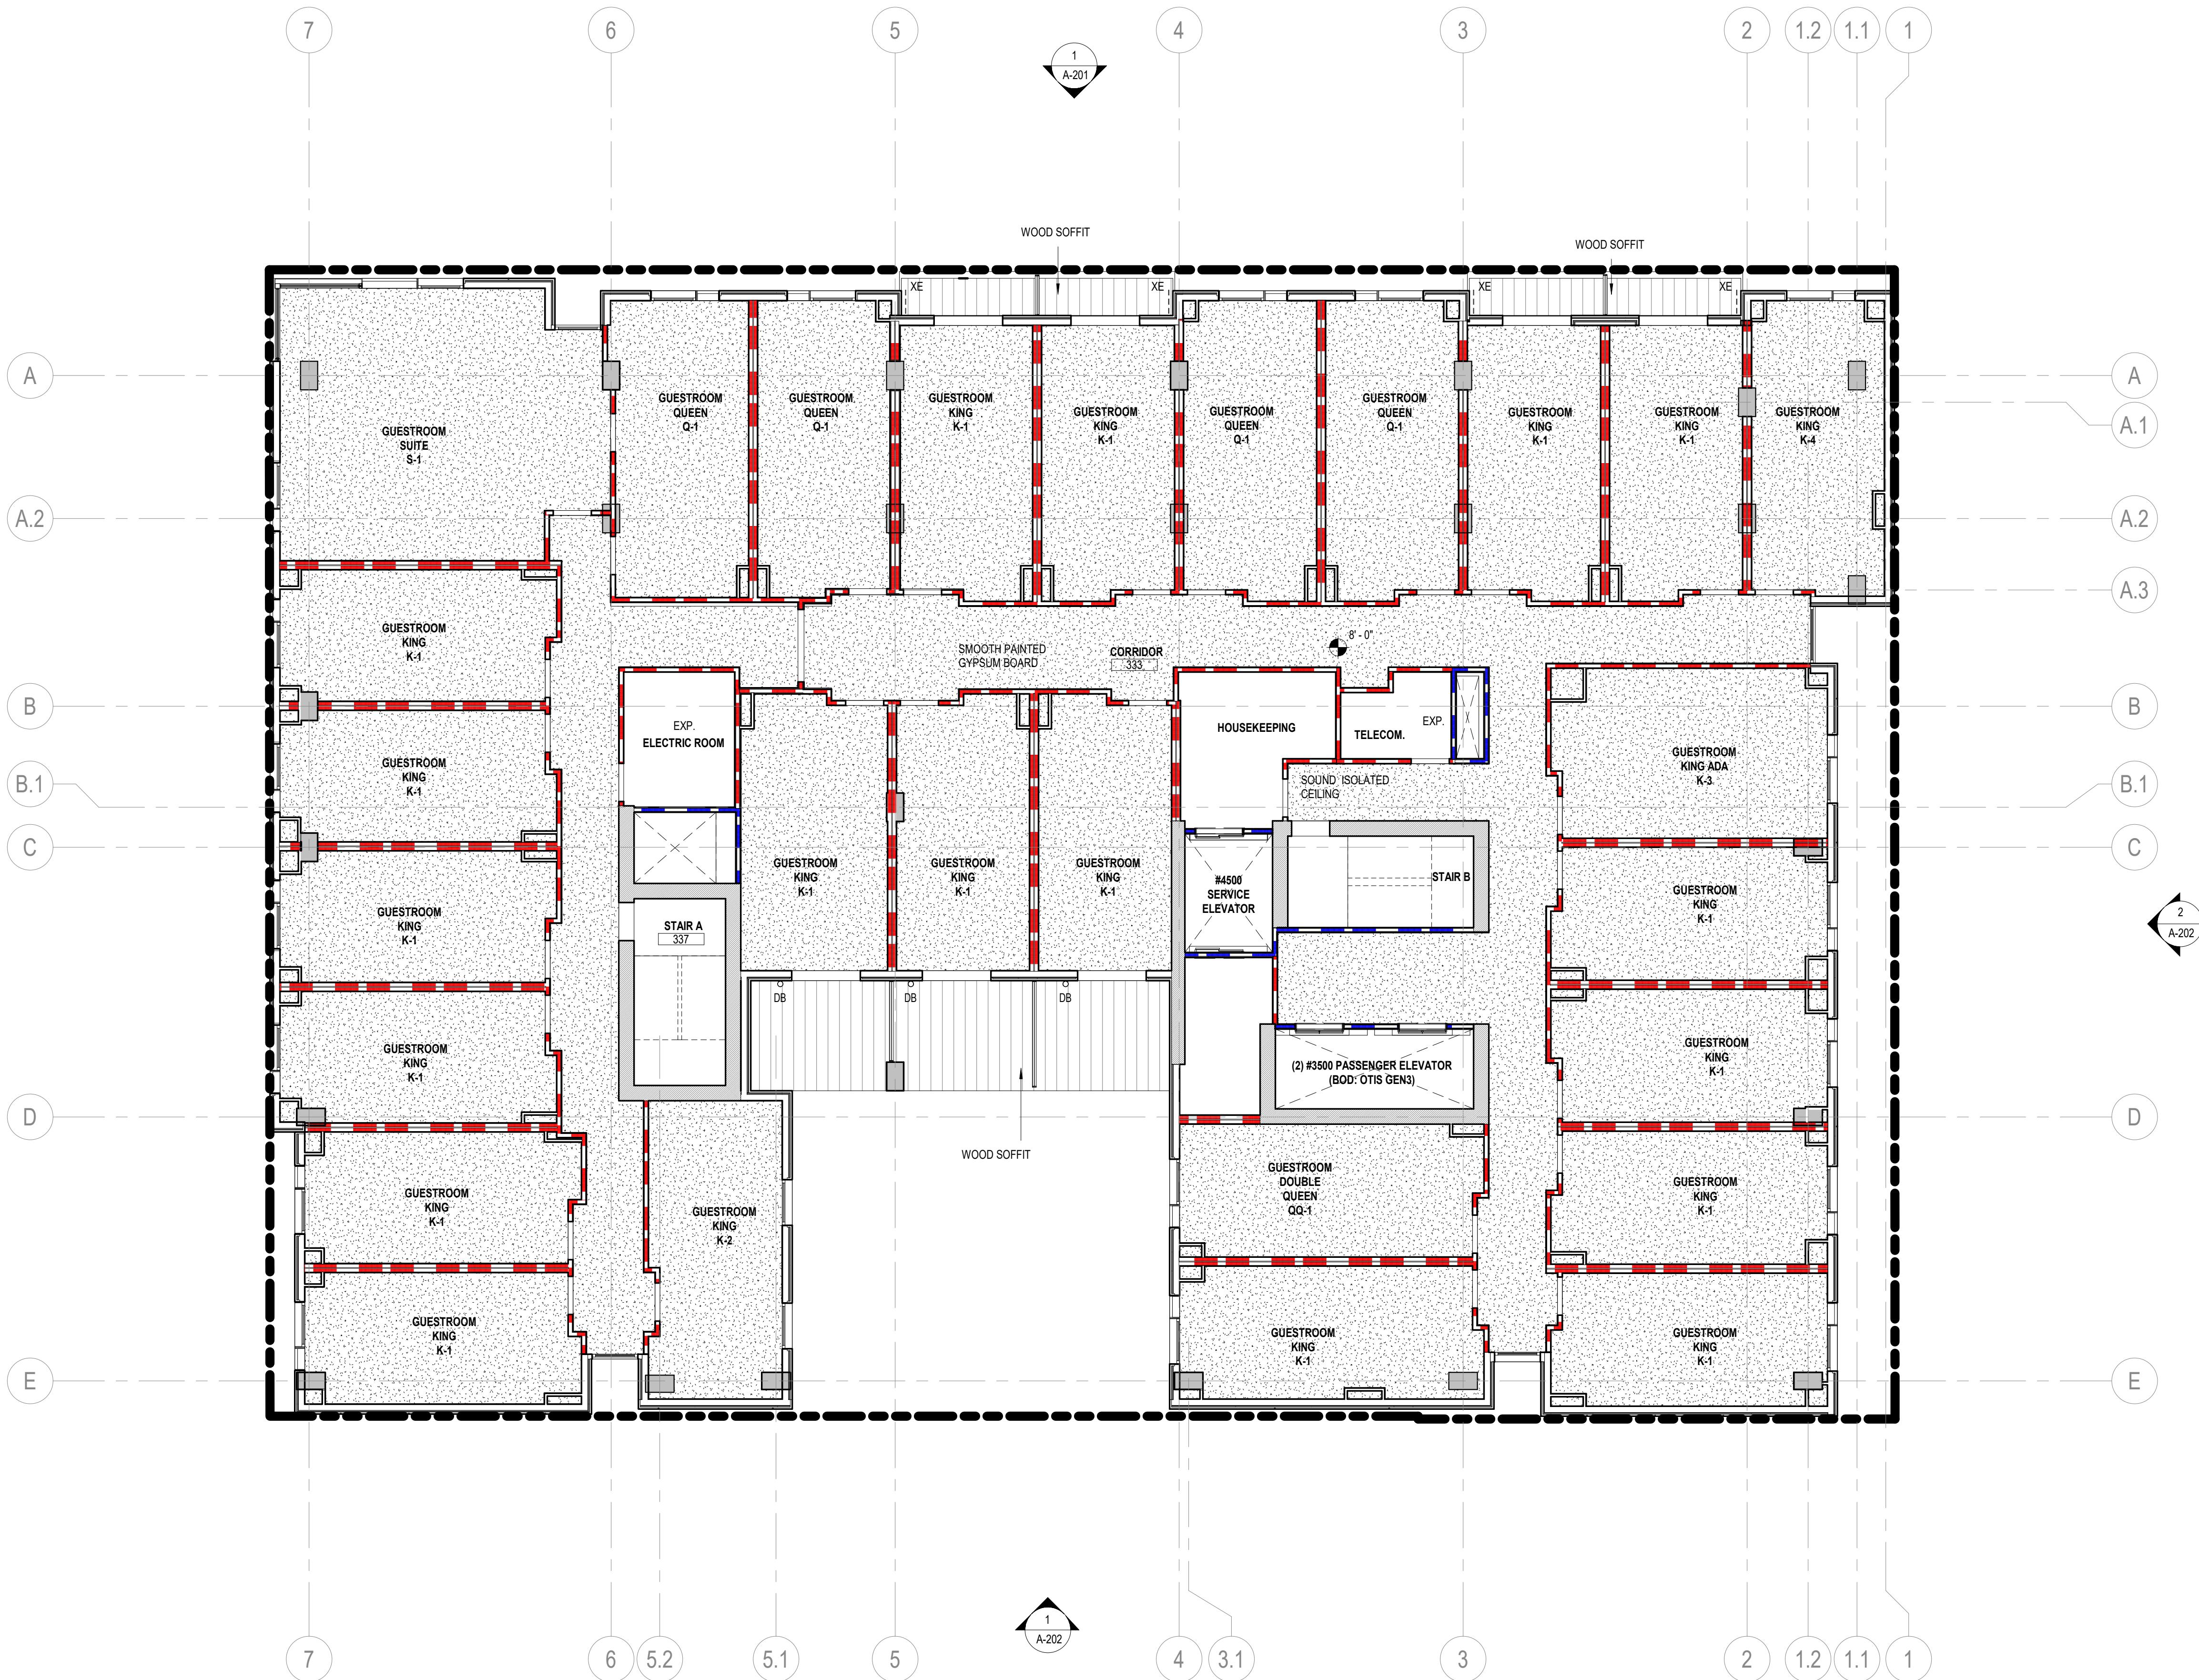 7
6
5
4
3
2
1.2
1.1
1
1
A-201
WOOD SOFFIT
WOOD SOFFIT
XE
XE
XE
XE
A
A
A.1
A.2
A.2
A.3
B
B
B.1
B.1
C
C
D
D
E
E
GUESTROOM
SUITE
S-1
GUESTROOM
QUEEN
Q-1
GUESTROOM
QUEEN
Q-1
GUESTROOM
KING
K-1
GUESTROOM
KING
K-1
GUESTROOM
QUEEN
Q-1
GUESTROOM
QUEEN
Q-1
GUESTROOM
KING
K-1
GUESTROOM
KING
K-1
GUESTROOM
KING
K-4
GUESTROOM
KING
K-1
SMOOTH PAINTED
GYPSUM BOARD
CORRIDOR
333
8' - 0"
EXP.
ELECTRIC ROOM
HOUSEKEEPING
TELECOM.
EXP.
GUESTROOM
KING ADA
K-3
GUESTROOM
KING
K-1
SOUND ISOLATED
CEILING
GUESTROOM
KING
K-1
GUESTROOM
KING
K-1
GUESTROOM
KING
K-1
#4500
SERVICE
ELEVATOR
STAIR B
GUESTROOM
KING
K-1
GUESTROOM
KING
K-1
STAIR A
337
2
A-202
DB
DB
DB
GUESTROOM
KING
K-1
(2) #3500 PASSENGER ELEVATOR
(BOD: OTIS GEN3)
GUESTROOM
KING
K-1
WOOD SOFFIT
GUESTROOM
KING
K-1
GUESTROOM
KING
K-2
GUESTROOM
DOUBLE
QUEEN
QQ-1
GUESTROOM
KING
K-1
GUESTROOM
KING
K-1
GUESTROOM
KING
K-1
GUESTROOM
KING
K-1
1
A-202
7
6
5.2
5.1
5
4
3.1
3
2
1.2
1.1
1